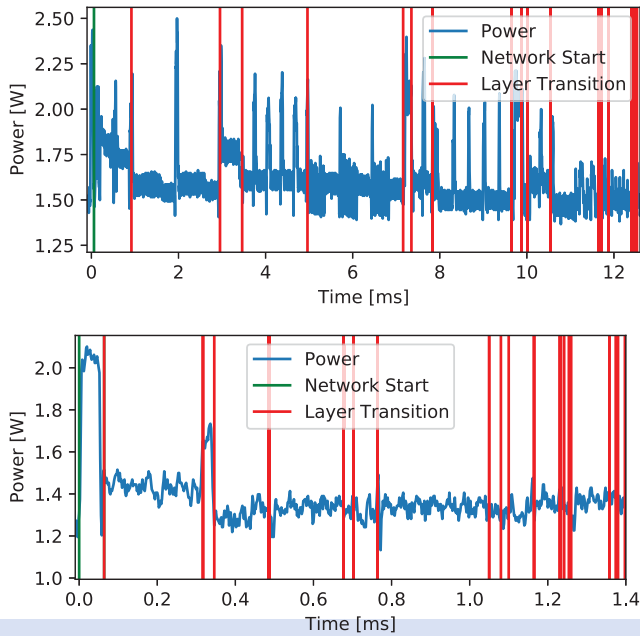 2.50
2.25
2.00
1.75
1.50
1.25
Power [W]
Power
Network Start
Layer Transition
0 2 4 6 8 10 12
Time [ms]
2.0
1.8
1.6
1.4
1.2
1.0
Power [W]
Power
Network Start
Layer Transition
0.0 0.2 0.4 0.6 0.8 1.0 1.2 1.4
Time [ms]